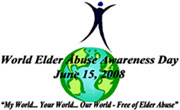 World Elder Abuse Awareness Day
June 15, 2008
"My World... Your World... Our World - Free of Elder Abuse"